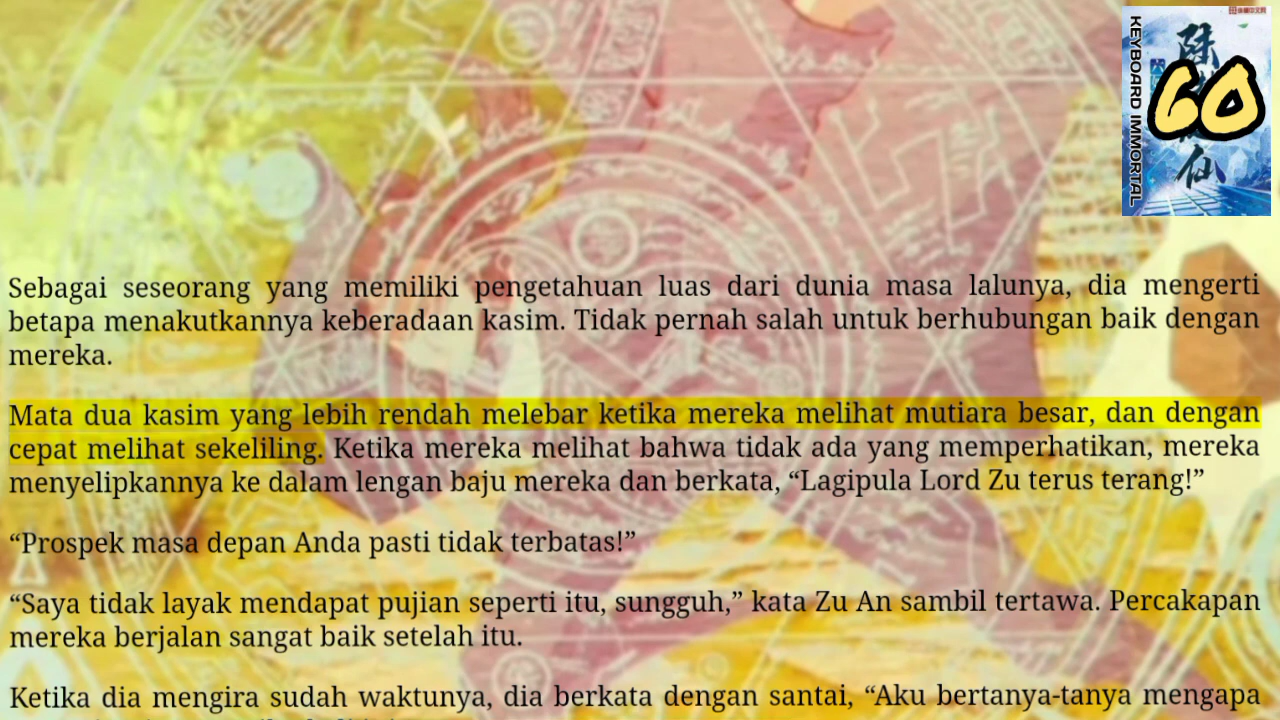 KEYBOARD IMMORTAL
60
仙
Sebagai seseorang yang memiliki pengetahuan luas dari dunia masa lalunya, dia mengerti
betapa menakutkannya keberadaan kasim. Tidak pernah salah untuk berhubungan baik dengan
mereka.
Mata dua kasim yang lebih rendah melebar ketika mereka melihat mutiara besar, dan dengan
cepat melihat sekeliling. Ketika mereka melihat bahwa tidak ada yang memperhatikan, mereka
menyelipkannya ke dalam lengan baju mereka dan berkata, “Lagipula Lord Zu terus terang!”
“Prospek masa depan Anda pasti tidak terbatas!”
“Saya tidak layak mendapat pujian seperti itu, sungguh,” kata Zu An sambil tertawa. Percakapan
mereka berjalan sangat baik setelah itu.
Ketika dia mengira sudah waktunya, dia berkata dengan santai, “Aku bertanya-tanya mengapa